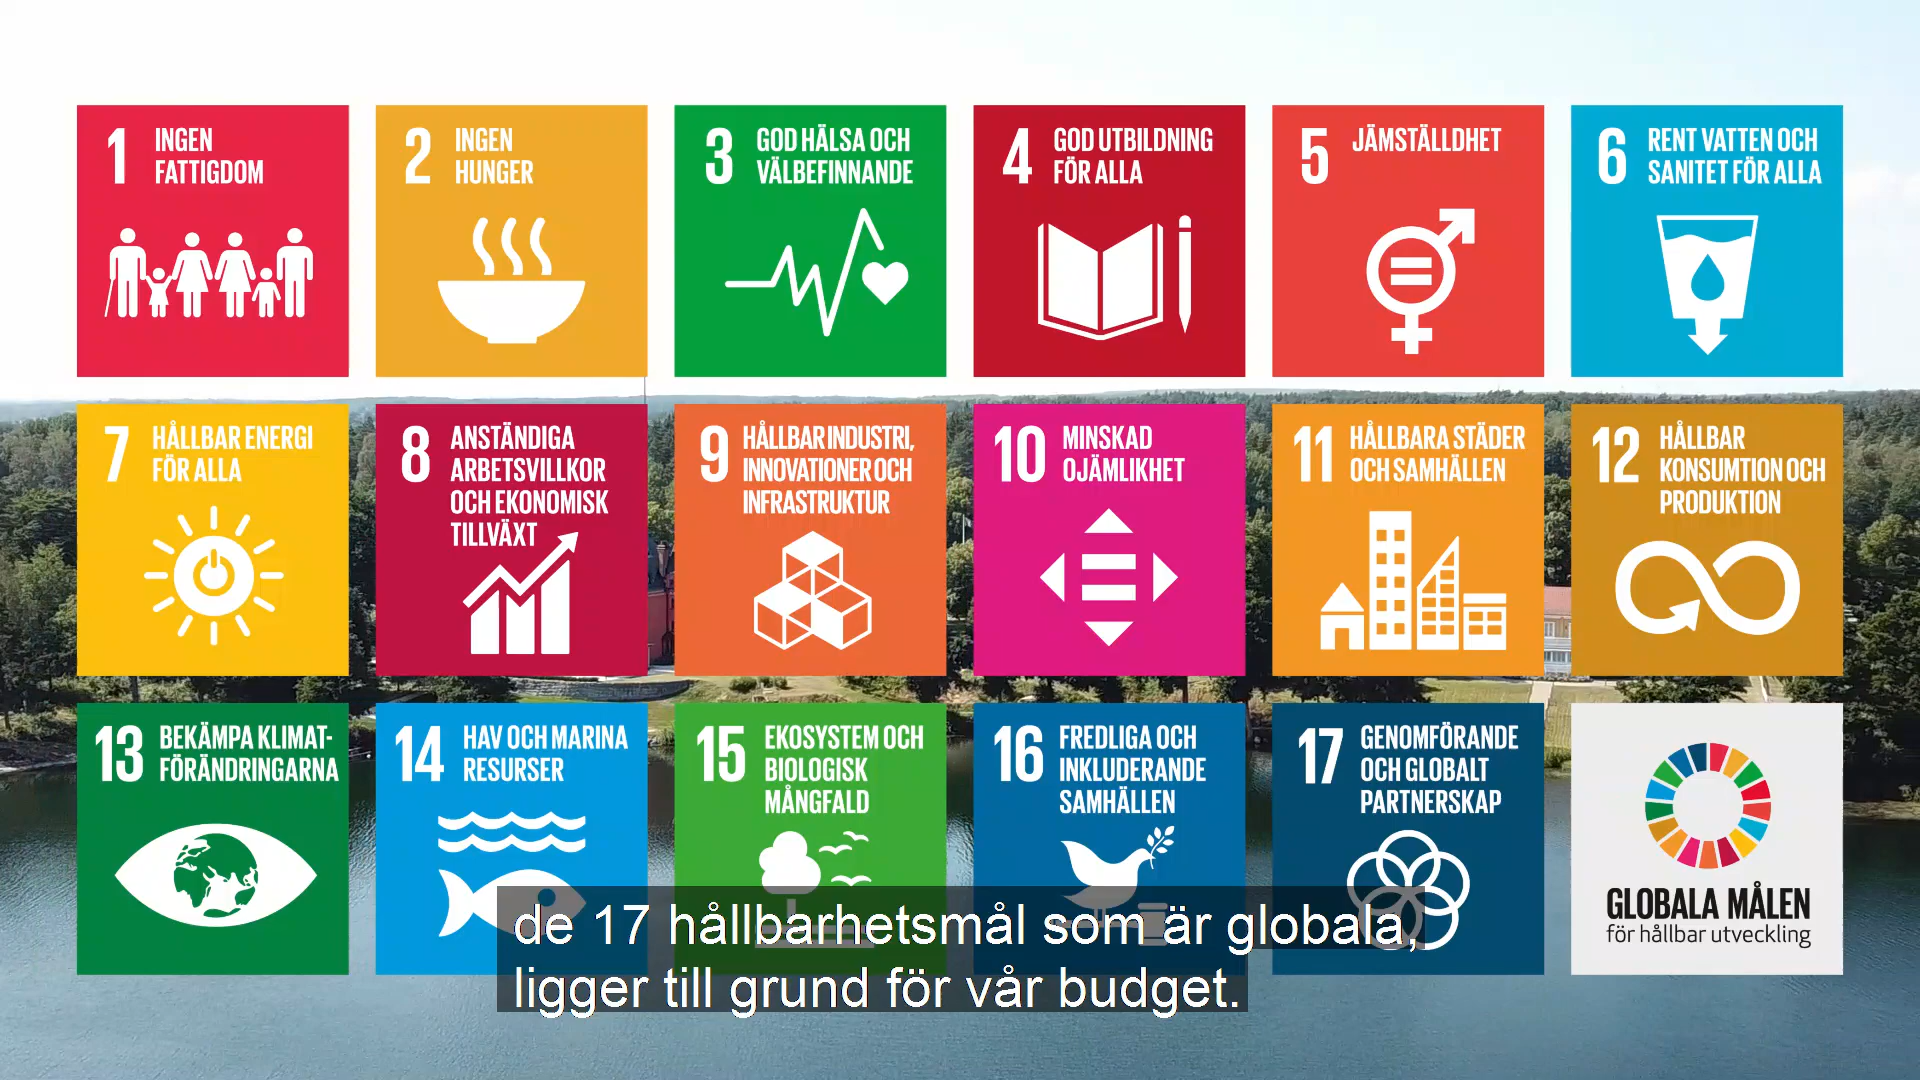 1 INGEN
FATTIGDOM
2 INGEN
HUNGER
3 GOD HÄLSA OCH
VÄLBEFINNANDE
4 GOD UTBILDNING
FÖR ALLA
5 JÄMSTÄLLDHET
6 RENT VATTEN OCH
SANITET FÖR ALLA
7 HÅLLBAR ENERGI
FÖR ALLA
8 ANSTÄNDIGA
ARBETSVILLKOR
OCH EKONOMISK
TILLVÄXT
9 HÅLLBAR INDUSTRI,
INNOVATIONER OCH
INFRASTRUKTUR
10 MINSKAD
OJÄMLIKHET
11 HÅLLBARA STÄDER
OCH SAMHÄLLEN
12 HÅLLBAR
KONSUMTION OCH
PRODUKTION
13 BEKÄMPA KLIMAT-
FÖRÄNDRINGARNA
14 HAV OCH MARINA
RESURSER
15 EKOSYSTEM OCH
BIOLOGISK
MÅNGFALD
16 FREDLIGA OCH
INKLUDERANDE
SAMHÄLLEN
17 GENOMFÖRANDE
OCH GLOBALT
PARTNERSKAP
GLOBALA MÅLEN
för hållbar utveckling
de 17 hållbarhetsmål som är globala,
ligger till grund för vår budget.